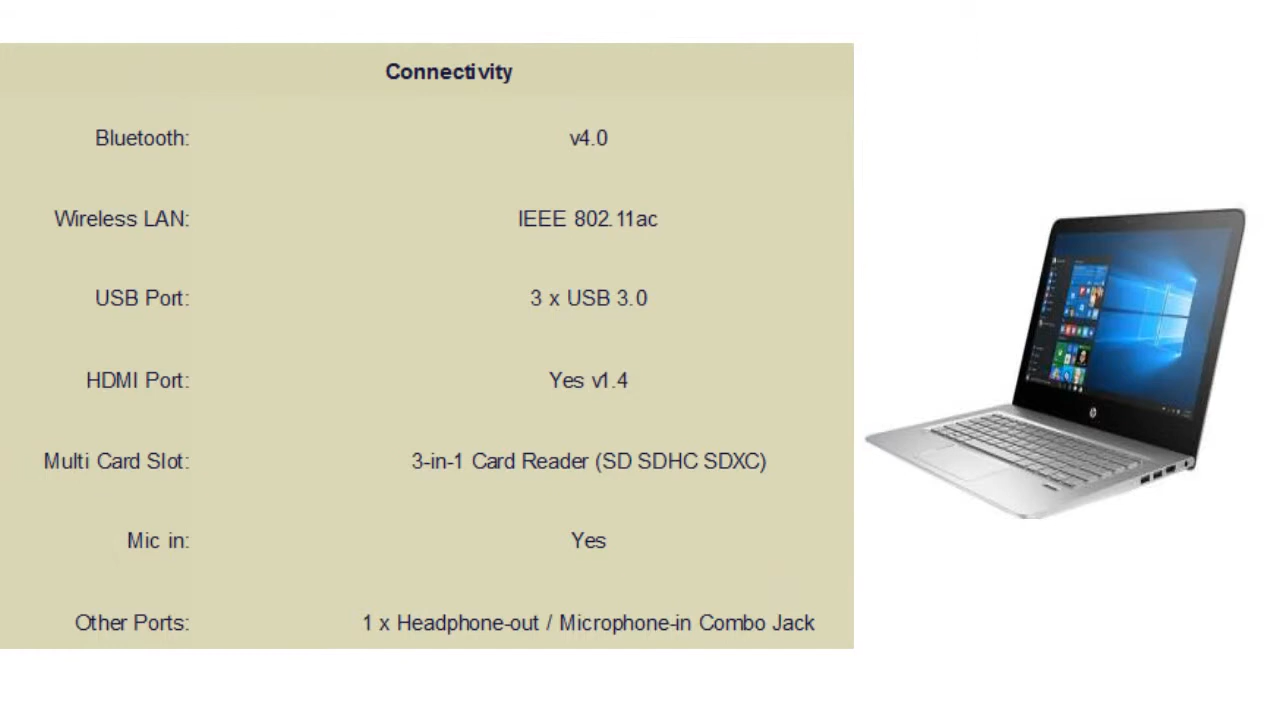 Connectivity
Bluetooth: v4.0
Wireless LAN: IEEE 802.11ac
USB Port: 3 x USB 3.0
HDMI Port: Yes v1.4
Multi Card Slot: 3-in-1 Card Reader (SD SDHC SDXC)
Mic in: Yes
Other Ports: 1 x Headphone-out / Microphone-in Combo Jack
hp